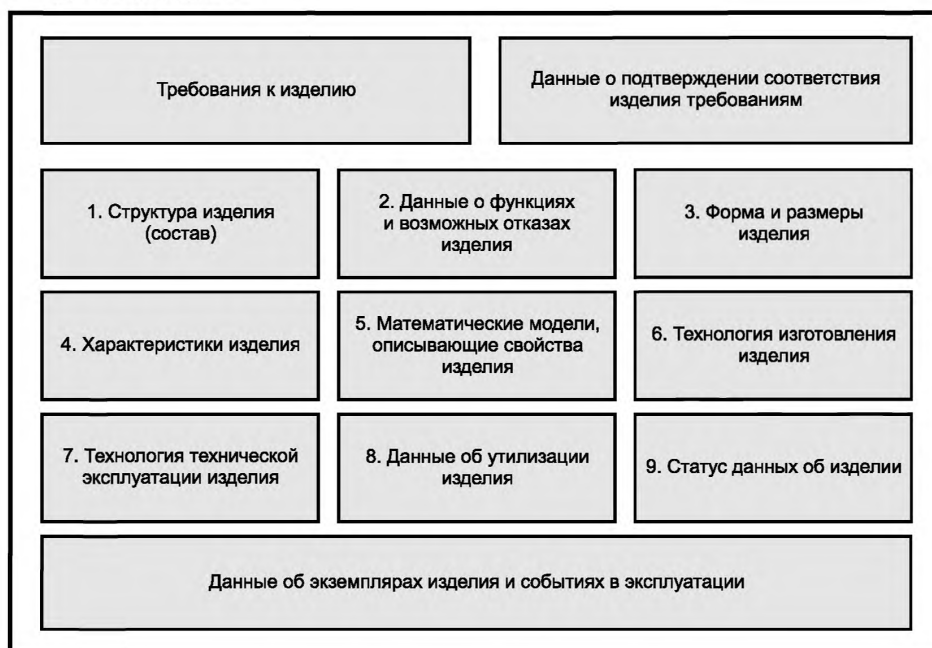 Требования к изделию
Данные о подтверждении соответствия
изделия требованиям
1. Структура изделия
(состав)
2. Данные о функциях
и возможных отказах
изделия
3. Форма и размеры
изделия
4. Характеристики изделия
5. Математические модели,
описывающие свойства
изделия
6. Технология изготовления
изделия
7. Технология технической
эксплуатации изделия
8. Данные об утилизации
изделия
9. Статус данных об изделии
Данные об экземплярах изделия и событиях в эксплуатации